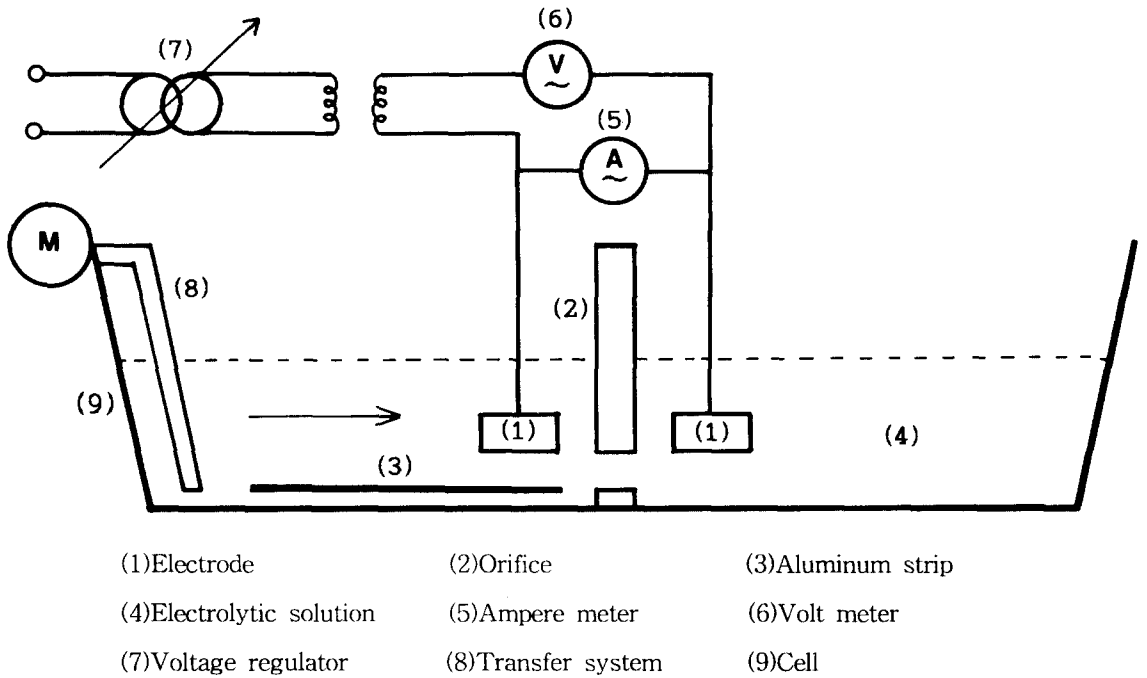 (6)
(7)
V
~
(5)
A
~
M
(8)
(2)
(9)
(1)
(1)
(4)
(3)
(1)Electrode (2)Orifice (3)Aluminum strip
(4)Electrolytic solution (5)Ampere meter (6)Volt meter
(7)Voltage regulator (8)Transfer system (9)Cell